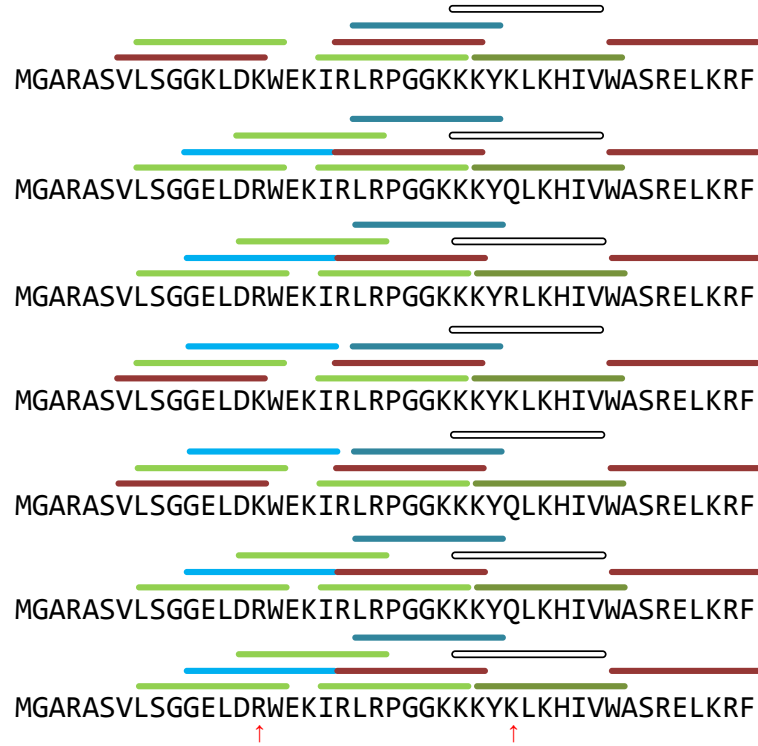 MGARASVLSGGKLDKWEKIRLRPGGKKKYKLKHIVWASRELKRF
MGARASVLSGGELDRWEKIRLRPGGKKKYQLKHIVWASRELKRF
MGARASVLSGGELDRWEKIRLRPGGKKKYRLKHIVWASRELKRF
MGARASVLSGGELDKWEKIRLRPGGKKKYKLKHIVWASRELKRF
MGARASVLSGGELDKWEKIRLRPGGKKKYQLKHIVWASRELKRF
MGARASVLSGGELDRWEKIRLRPGGKKKYQLKHIVWASRELKRF
MGARASVLSGGELDRWEKIRLRPGGKKKYKLKHIVWASRELKRF
↑ ↑